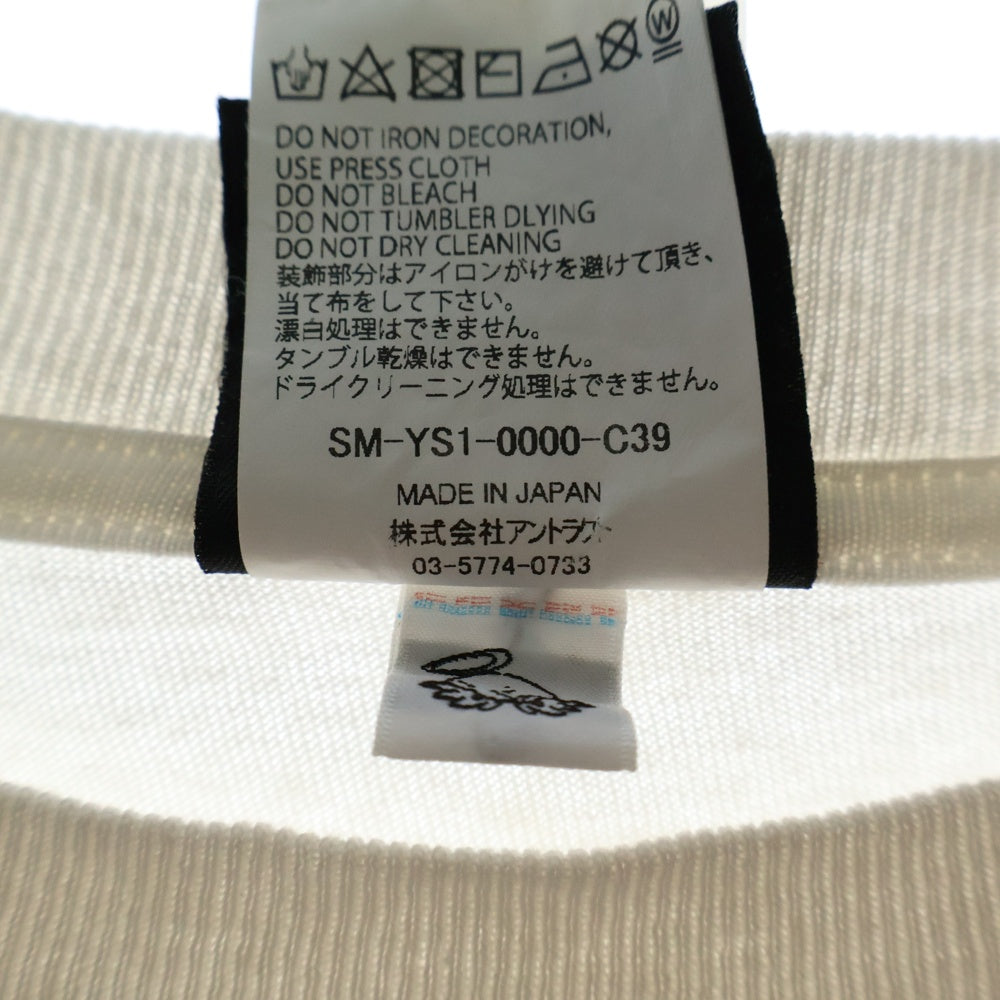 W
DO NOT IRON DECORATION,
USE PRESS CLOTH
DO NOT BLEACH
DO NOT TUMBLER DLYING
DO NOT DRY CLEANING
装飾部分はアイロンがけを避けて頂き、
当て布をして下さい。
漂白処理はできません。
タンブル乾燥はできません。
ドライクリーニング処理はできません。
SM-YS1-0000-C39
MADE IN JAPAN
株式会社アントラクト
03-5774-0733